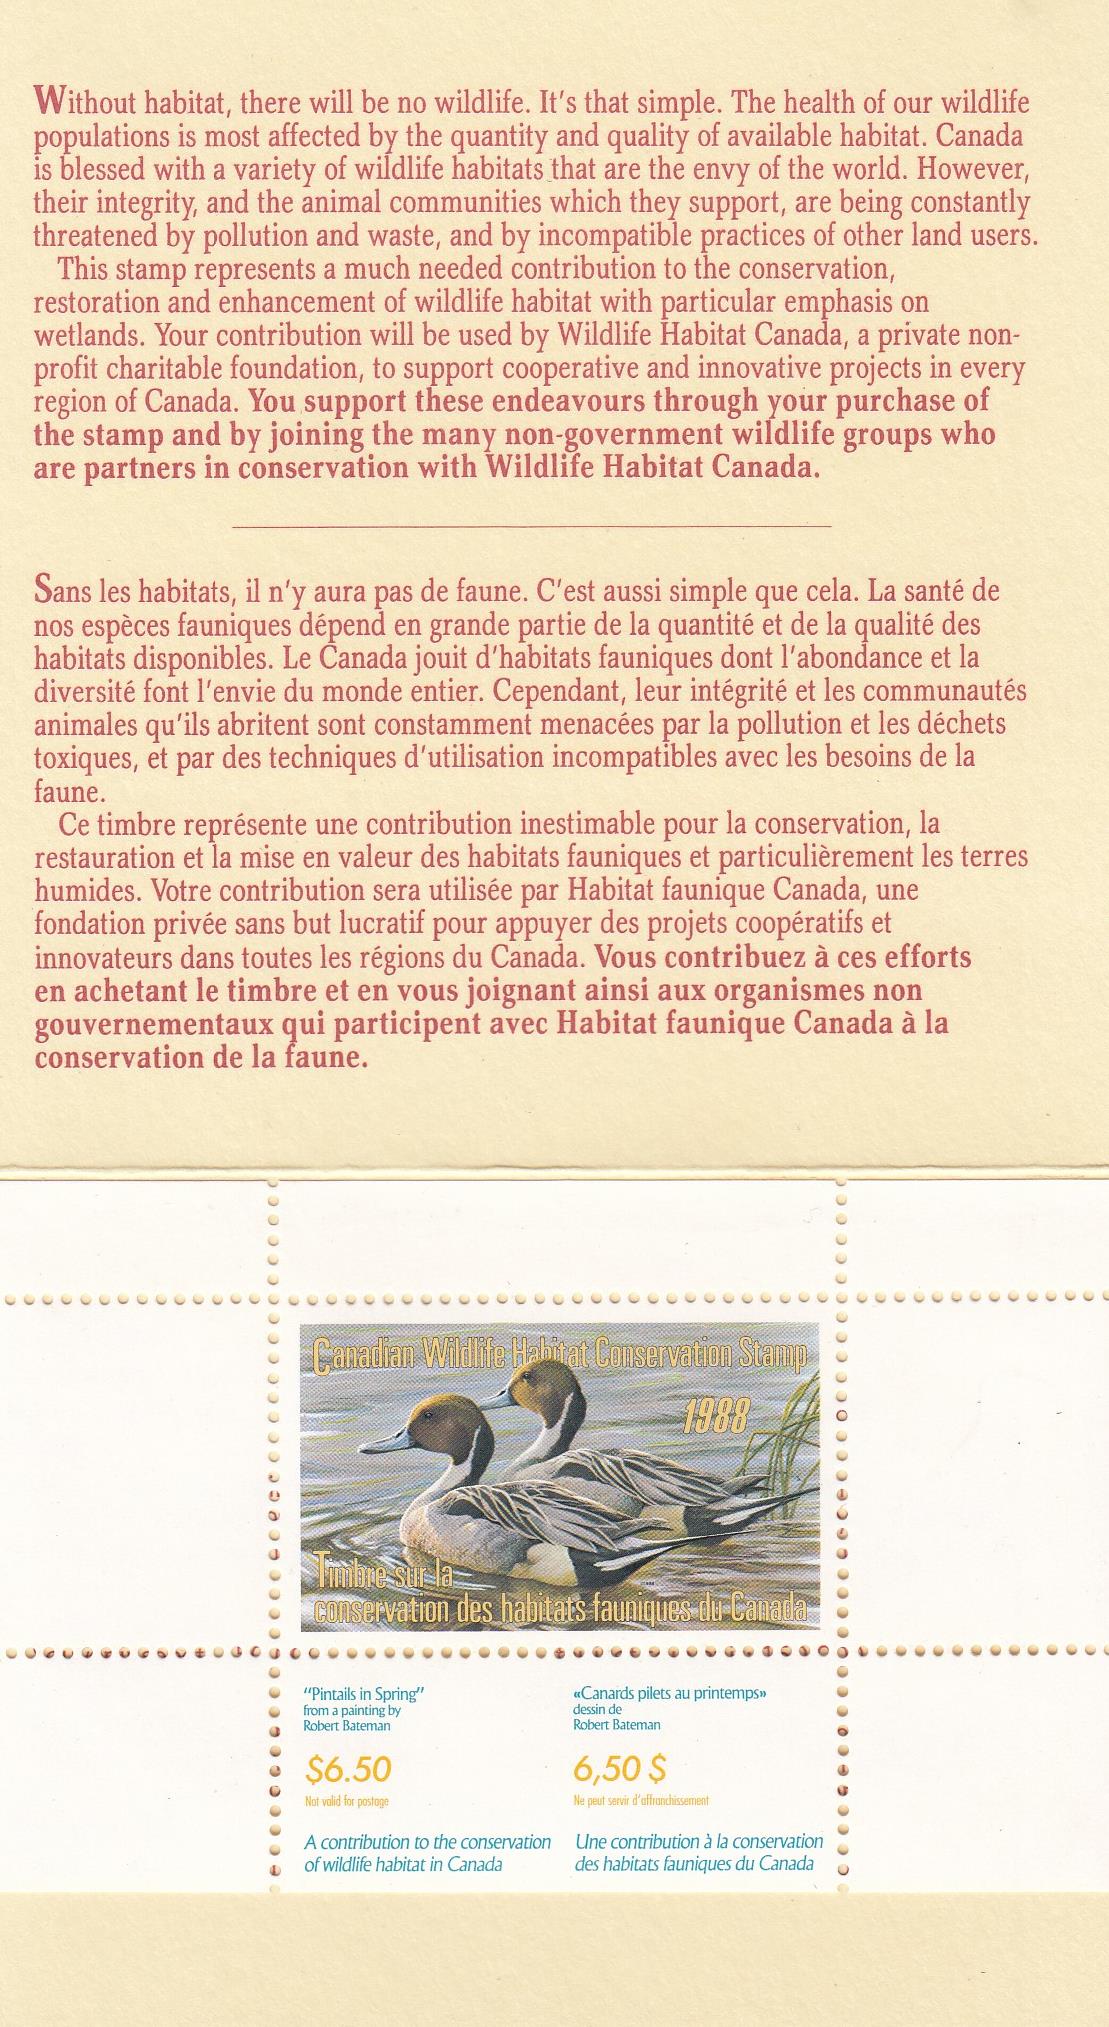 Without habitat, there will be no wildlife. It's that simple. The health of our wildlife
populations is most affected by the quantity and quality of available habitat. Canada
is blessed with a variety of wildlife habitats that are the envy of the world. However,
their integrity, and the animal communities which they support, are being constantly
threatened by pollution and waste, and by incompatible practices of other land users.
This stamp represents a much needed contribution to the conservation,
restoration and enhancement of wildlife habitat with particular emphasis on
wetlands. Your contribution will be used by Wildlife Habitat Canada, a private non-
profit charitable foundation, to support cooperative and innovative projects in every
region of Canada. You support these endeavours through your purchase of
the stamp and by joining the many non-government wildlife groups who
are partners in conservation with Wildlife Habitat Canada.
Sans les habitats, il n'y aura pas de faune. C'est aussi simple que cela. La santé de
nos espèces fauniques dépend en grande partie de la quantité et de la qualité des
habitats disponibles. Le Canada jouit d'habitats fauniques dont l'abondance et la
diversité font l'envie du monde entier. Cependant, leur intégrité et les communautés
animales qu'ils abritent sont constamment menacées par la pollution et les déchets
toxiques, et par des techniques d'utilisation incompatibles avec les besoins de la
faune.
Ce timbre représente une contribution inestimable pour la conservation, la
restauration et la mise en valeur des habitats fauniques et particulièrement les terres
humides. Votre contribution sera utilisée par Habitat faunique Canada, une
fondation privée sans but lucratif pour appuyer des projets coopératifs et
innovateurs dans toutes les régions du Canada. Vous contribuez à ces efforts
en achetant le timbre et en vous joignant ainsi aux organismes non
gouvernementaux qui participent avec Habitat faunique Canada à la
conservation de la faune.
Canadian Wildlife Habitat Conservation Stamp
1988
Timbre sur la
conservation des habitats fauniques du Canada
"Pintails in Spring"
from a painting by
Robert Bateman
$6.50
Not valid for postage
A contribution to the conservation
of wildlife habitat in Canada
«Canards pilets au printemps»
dessin de
Robert Bateman
6,50 $
Ne peut servir d'affranchissement
Une contribution à la conservation
des habitats fauniques du Canada